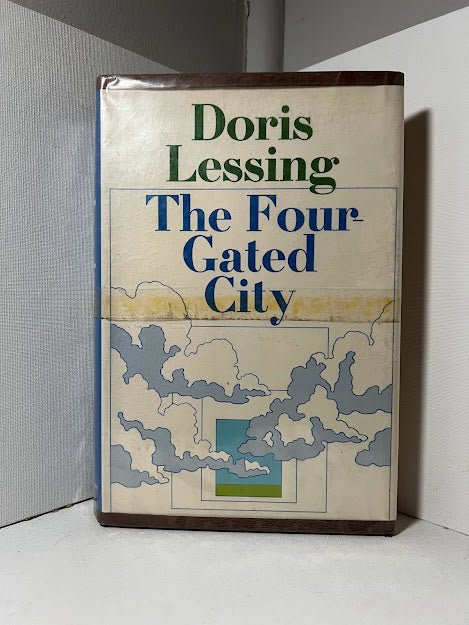 Doris
Lessing
The Four-
Gated
City